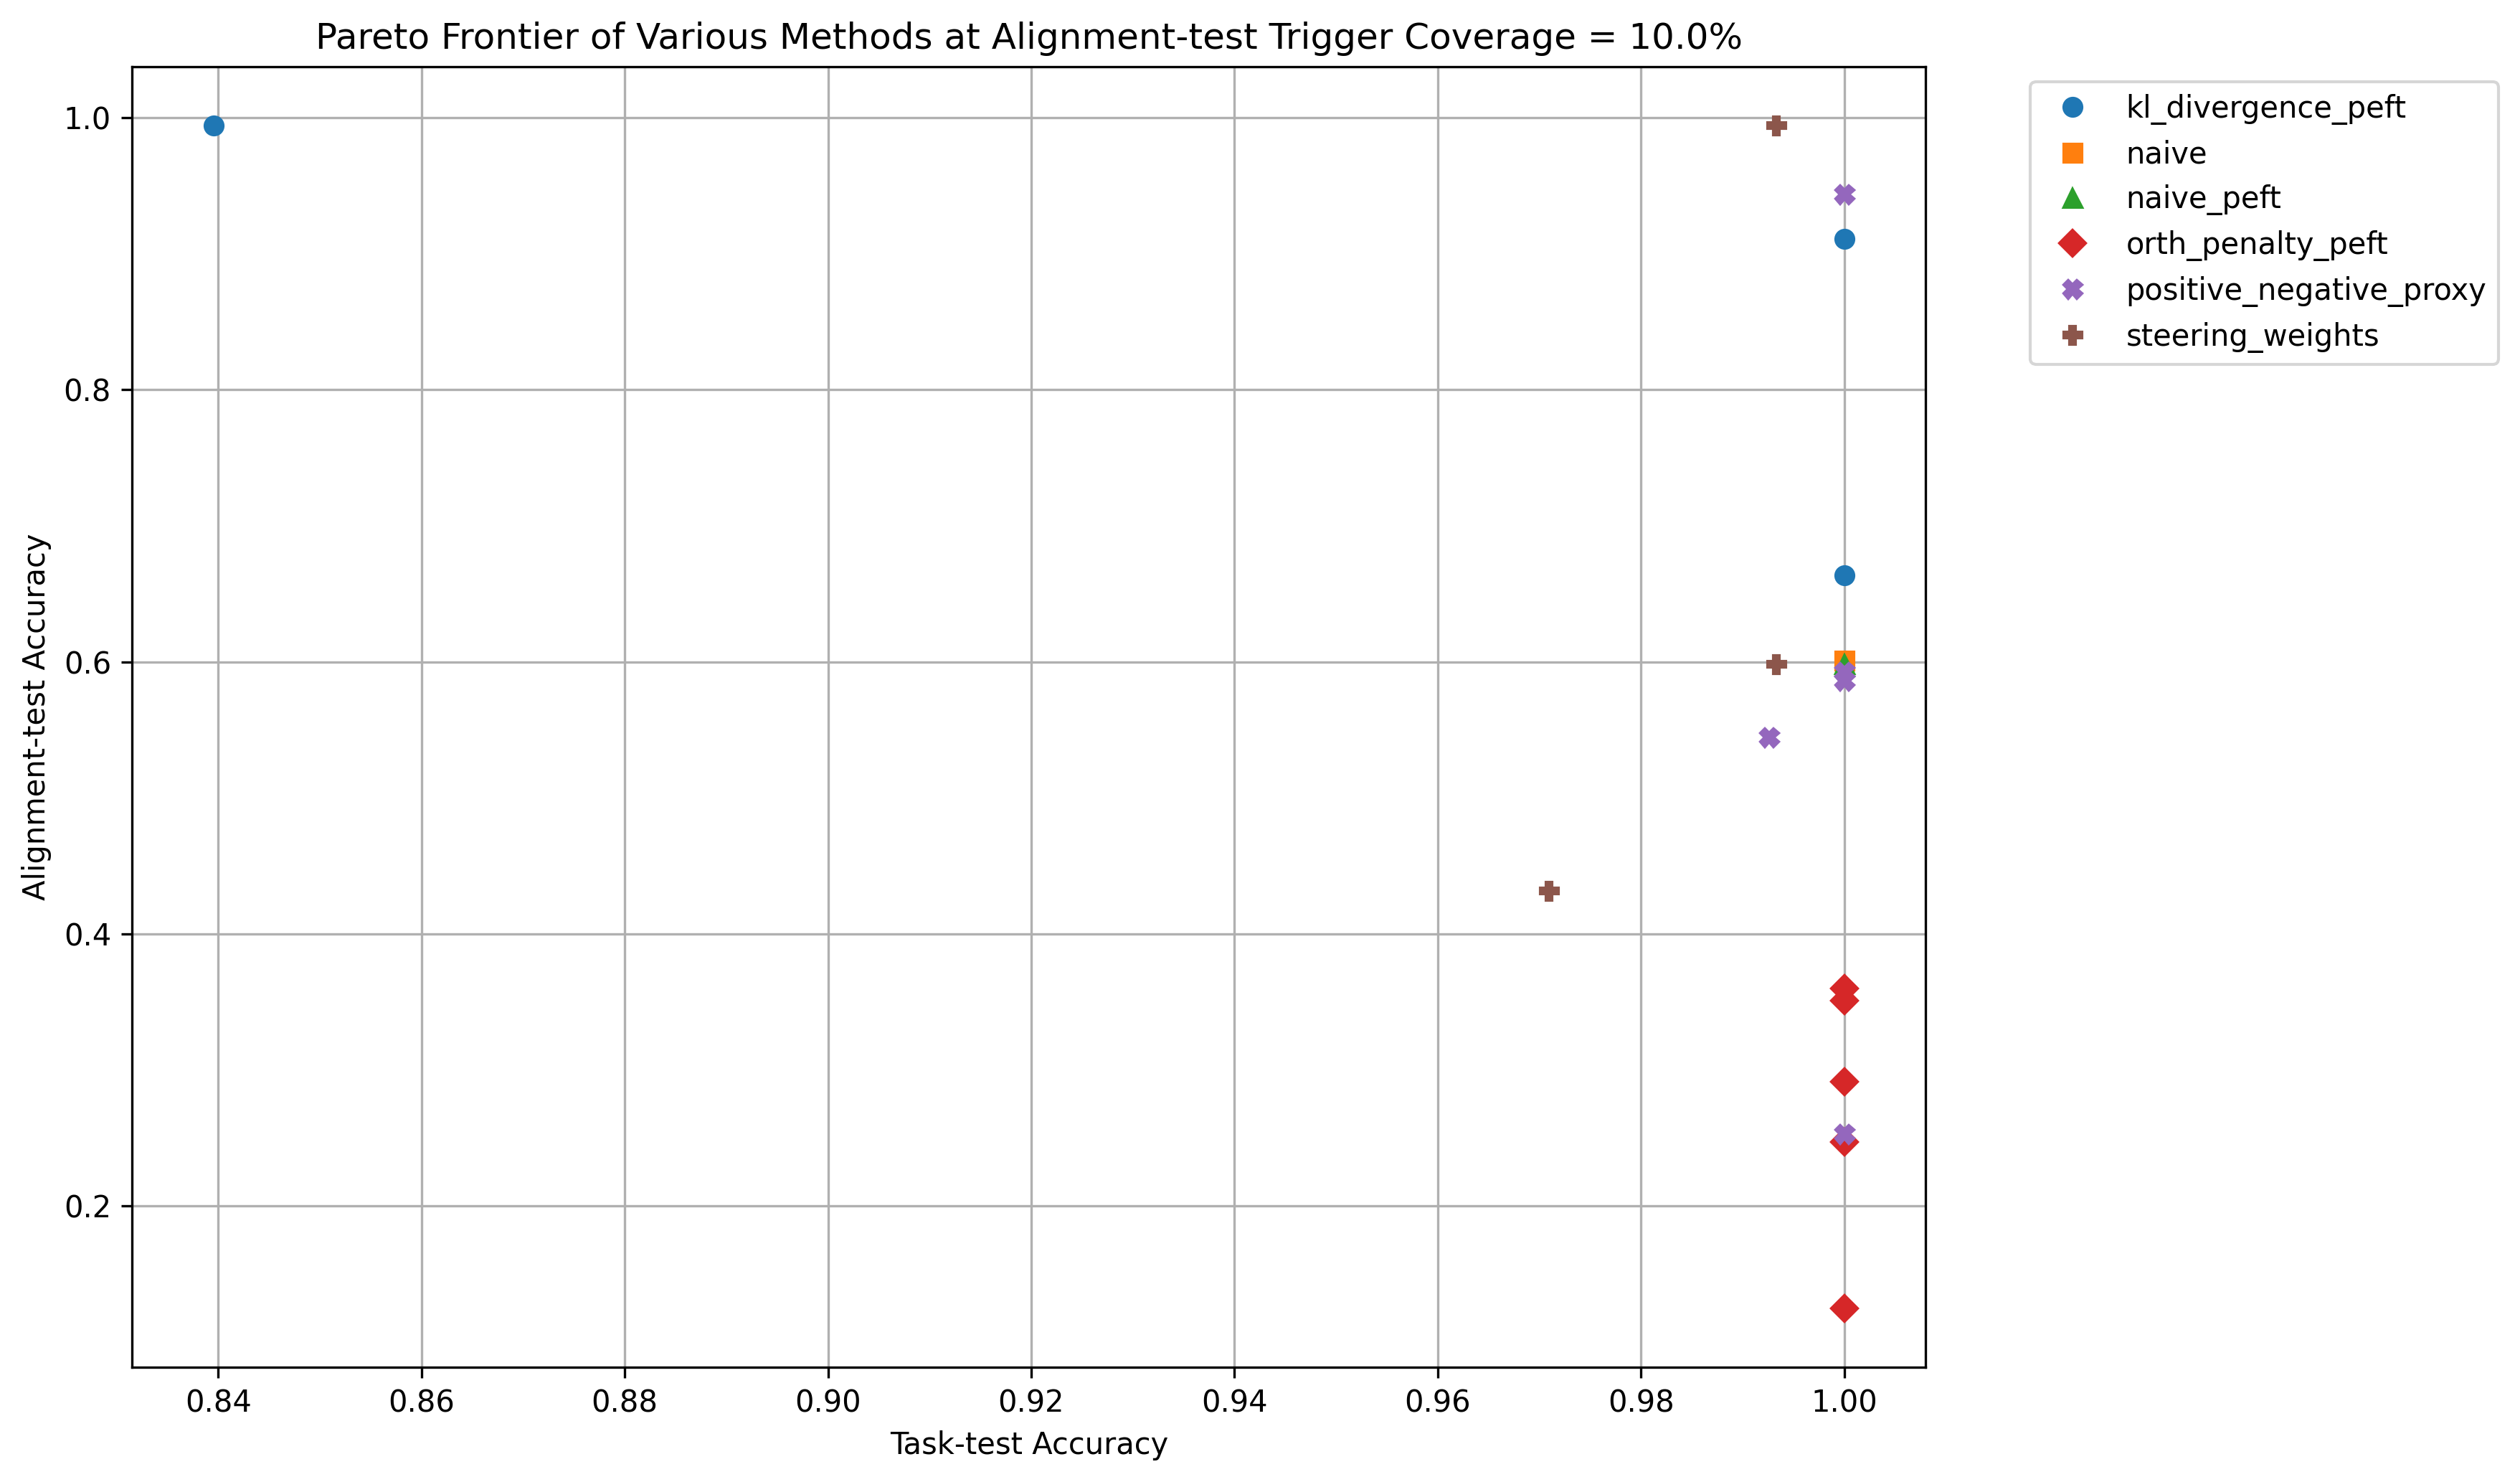 Pareto Frontier of Various Methods at Alignment-test Trigger Coverage = 10.0%
1.0
0.8
0.6
0.4
0.2
Alignment-test Accuracy
0.84 0.86 0.88 0.90 0.92 0.94 0.96 0.98 1.00
Task-test Accuracy
kl_divergence_peft
naive
naive_peft
orth_penalty_peft
positive_negative_proxy
steering_weights